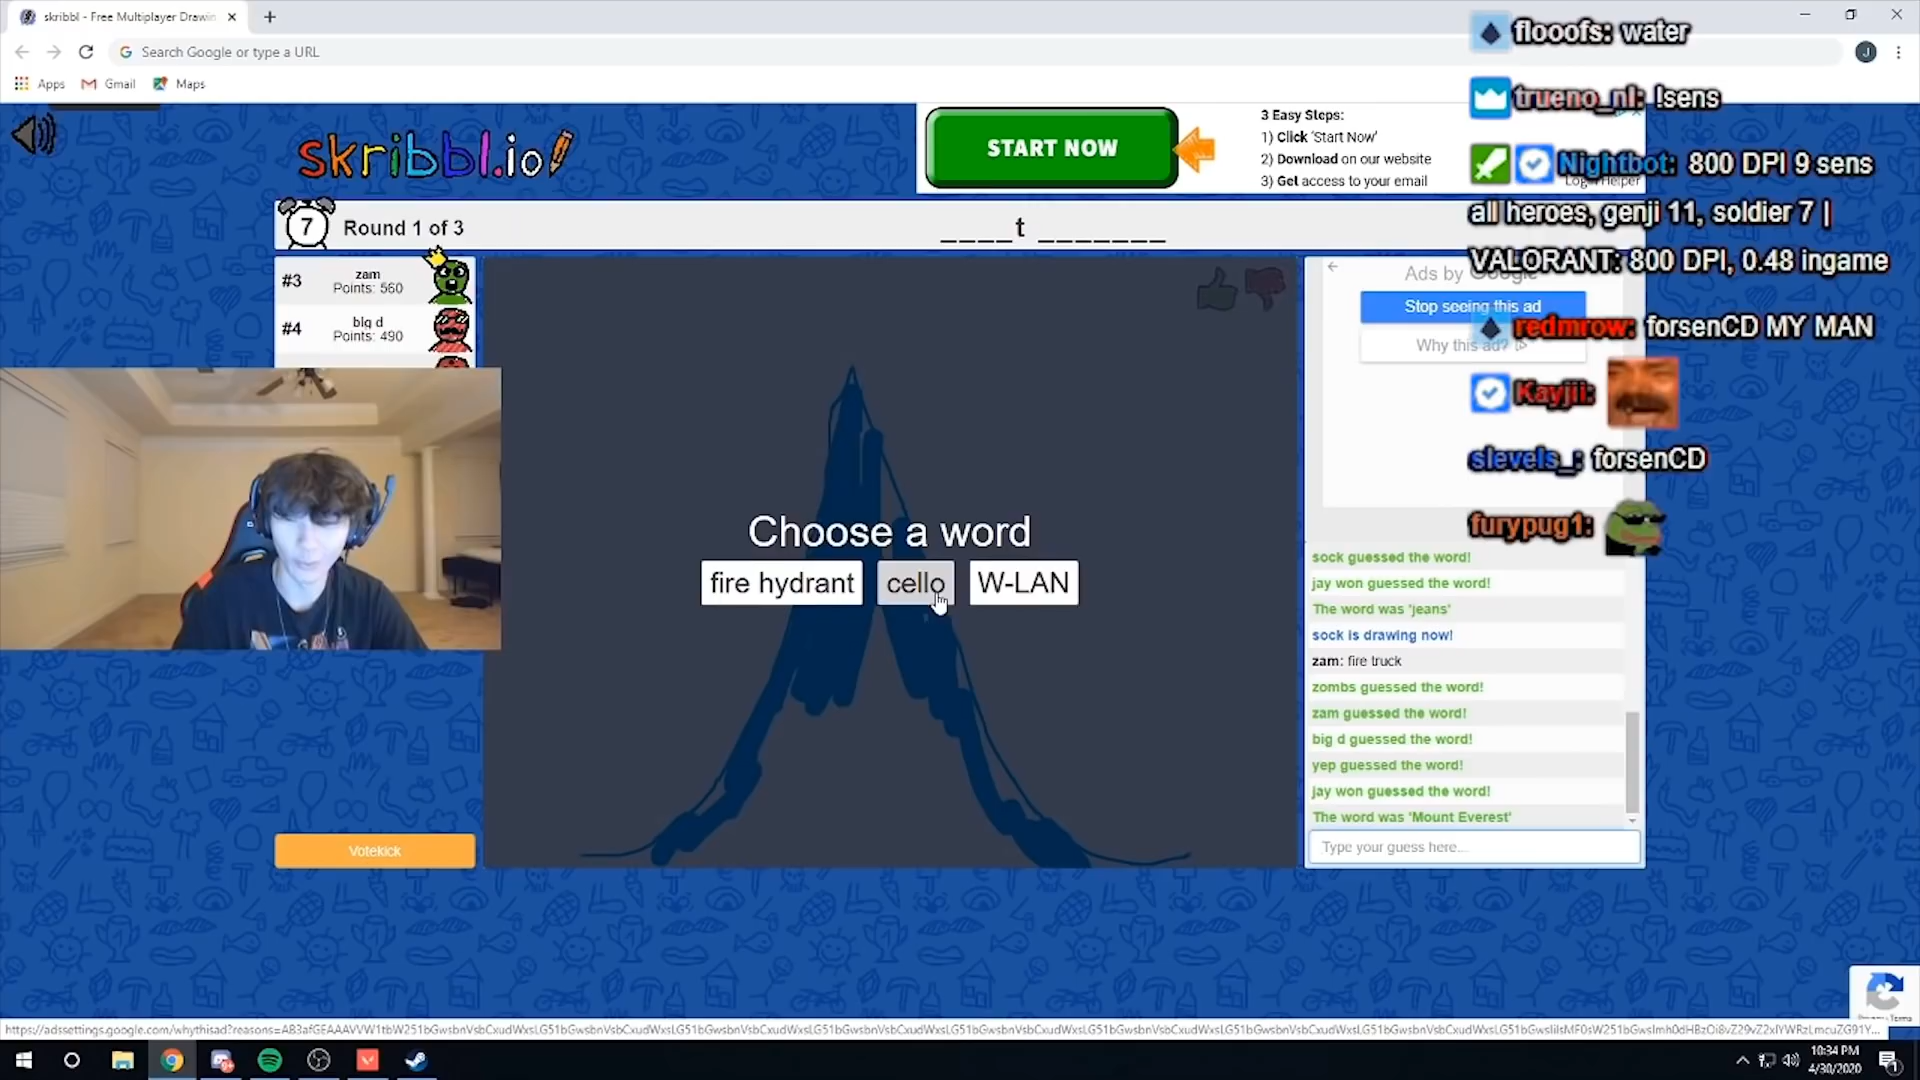 skribbl - Free Multiplayer Drawin
Search Google or type a URL
Apps
Gmail
Maps
J
skribbl.io
START NOW
3 Easy Steps:
1) Click 'Start Now'
2) Download on our website
3) Get access to your email
7
Round 1 of 3
____t _______
#3
zam
Points: 560
#4
big d
Points: 490
Votekick
Choose a word
fire hydrant
cello
W-LAN
Ads by Google
Stop seeing this ad
Why this ad?
sock guessed the word!
jay won guessed the word!
The word was 'jeans'
sock is drawing now!
zam: fire truck
zombs guessed the word!
zam guessed the word!
big d guessed the word!
yep guessed the word!
jay won guessed the word!
The word was 'Mount Everest'
Type your guess here...
flooofs: water
trueno_nl: !sens
Nightbot: 800 DPI 9 sens
all heroes, genji 11, soldier 7 |
VALORANT: 800 DPI, 0.48 ingame
redmrow: forsenCD MY MAN
Kayjii:
slevels_: forsenCD
furypug1:
10:34 PM
4/30/2020